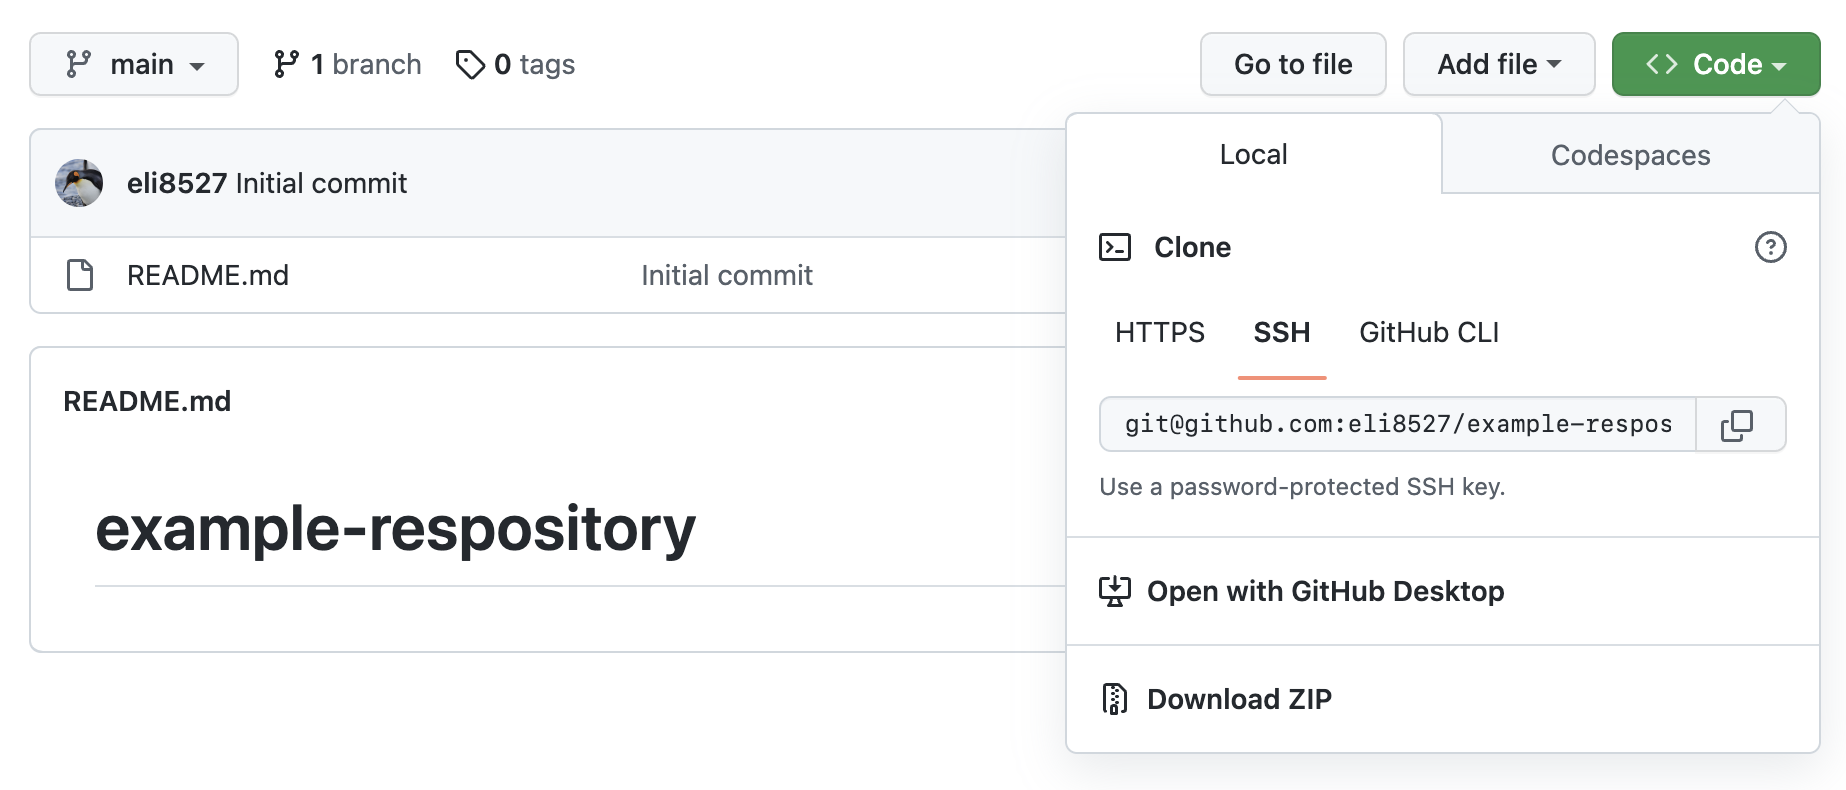 main
1 branch
0 tags
Go to file
Add file
Code
eli8527 Initial commit
README.md
Initial commit
README.md
example-respository
Local
Codespaces
Clone
HTTPS
SSH
GitHub CLI
git@github.com:eli8527/example-respos
Use a password-protected SSH key.
Open with GitHub Desktop
Download ZIP